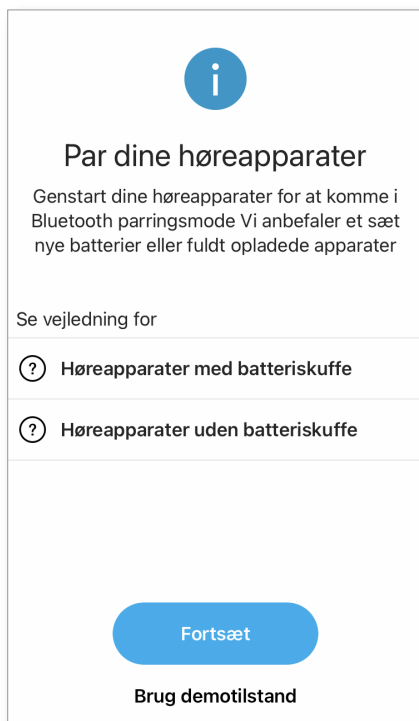 i
Par dine høreapparater
Genstart dine høreapparater for at komme i
Bluetooth parringsmode Vi anbefaler et sæt
nye batterier eller fuldt opladede apparater
Se vejledning for
? Høreapparater med batteriskuffe
? Høreapparater uden batteriskuffe
Fortsæt
Brug demotilstand